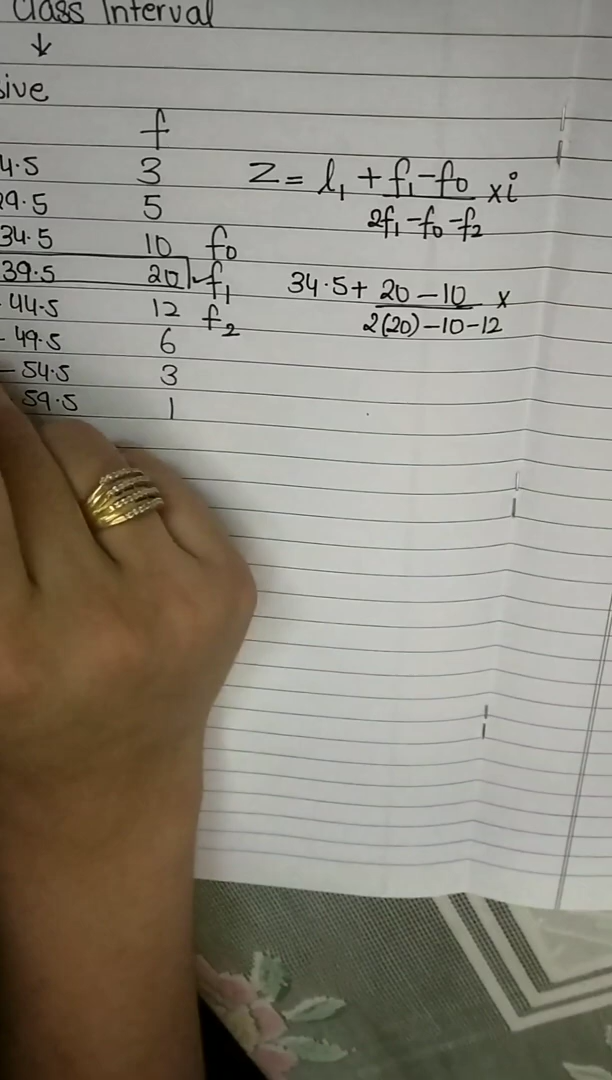 Class Interval
↓
sive
f
4.5 3 Z = l₁ + f₁-f₀ × i
2f₁-f₀-f₂
29.5 5
34.5 10 f₀
39.5 20 f₁ 34.5 + 20 - 10 ×
2(20) - 10 - 12
- 44.5 12 f₂
- 49.5 6
- 54.5 3
59.5 1